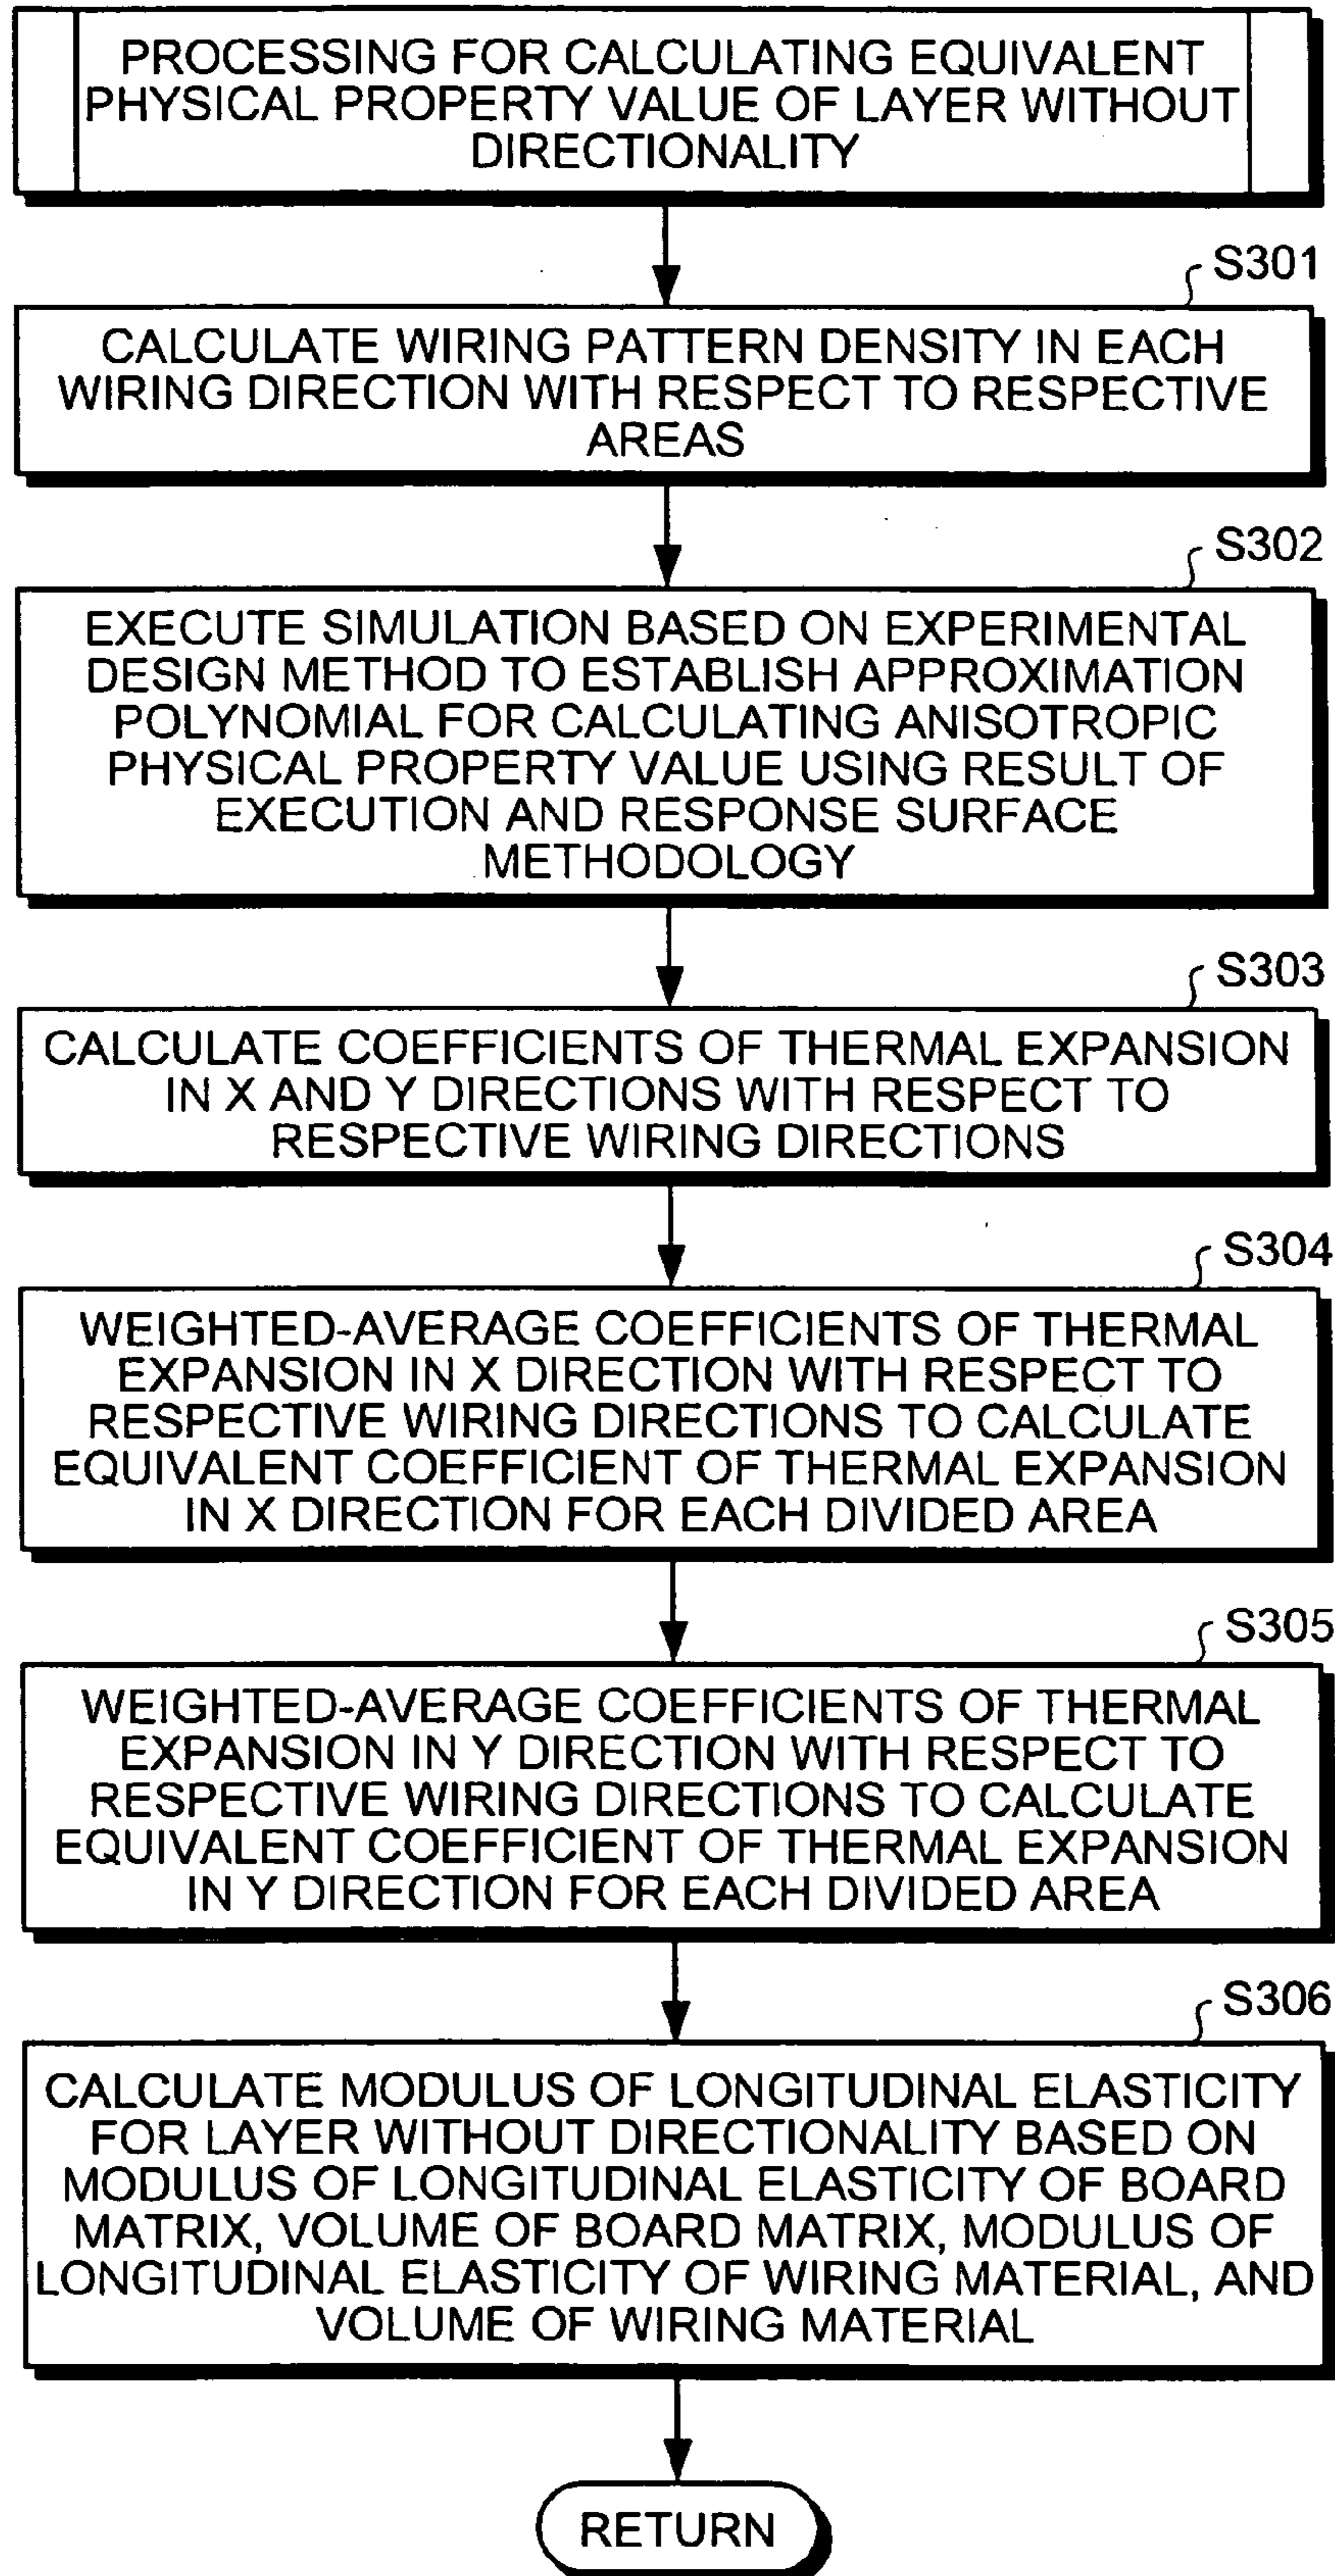 PROCESSING FOR CALCULATING EQUIVALENT
PHYSICAL PROPERTY VALUE OF LAYER WITHOUT
DIRECTIONALITY
S301
CALCULATE WIRING PATTERN DENSITY IN EACH
WIRING DIRECTION WITH RESPECT TO RESPECTIVE
AREAS
S302
EXECUTE SIMULATION BASED ON EXPERIMENTAL
DESIGN METHOD TO ESTABLISH APPROXIMATION
POLYNOMIAL FOR CALCULATING ANISOTROPIC
PHYSICAL PROPERTY VALUE USING RESULT OF
EXECUTION AND RESPONSE SURFACE
METHODOLOGY
S303
CALCULATE COEFFICIENTS OF THERMAL EXPANSION
IN X AND Y DIRECTIONS WITH RESPECT TO
RESPECTIVE WIRING DIRECTIONS
S304
WEIGHTED-AVERAGE COEFFICIENTS OF THERMAL
EXPANSION IN X DIRECTION WITH RESPECT TO
RESPECTIVE WIRING DIRECTIONS TO CALCULATE
EQUIVALENT COEFFICIENT OF THERMAL EXPANSION
IN X DIRECTION FOR EACH DIVIDED AREA
S305
WEIGHTED-AVERAGE COEFFICIENTS OF THERMAL
EXPANSION IN Y DIRECTION WITH RESPECT TO
RESPECTIVE WIRING DIRECTIONS TO CALCULATE
EQUIVALENT COEFFICIENT OF THERMAL EXPANSION
IN Y DIRECTION FOR EACH DIVIDED AREA
S306
CALCULATE MODULUS OF LONGITUDINAL ELASTICITY
FOR LAYER WITHOUT DIRECTIONALITY BASED ON
MODULUS OF LONGITUDINAL ELASTICITY OF BOARD
MATRIX, VOLUME OF BOARD MATRIX, MODULUS OF
LONGITUDINAL ELASTICITY OF WIRING MATERIAL, AND
VOLUME OF WIRING MATERIAL
RETURN